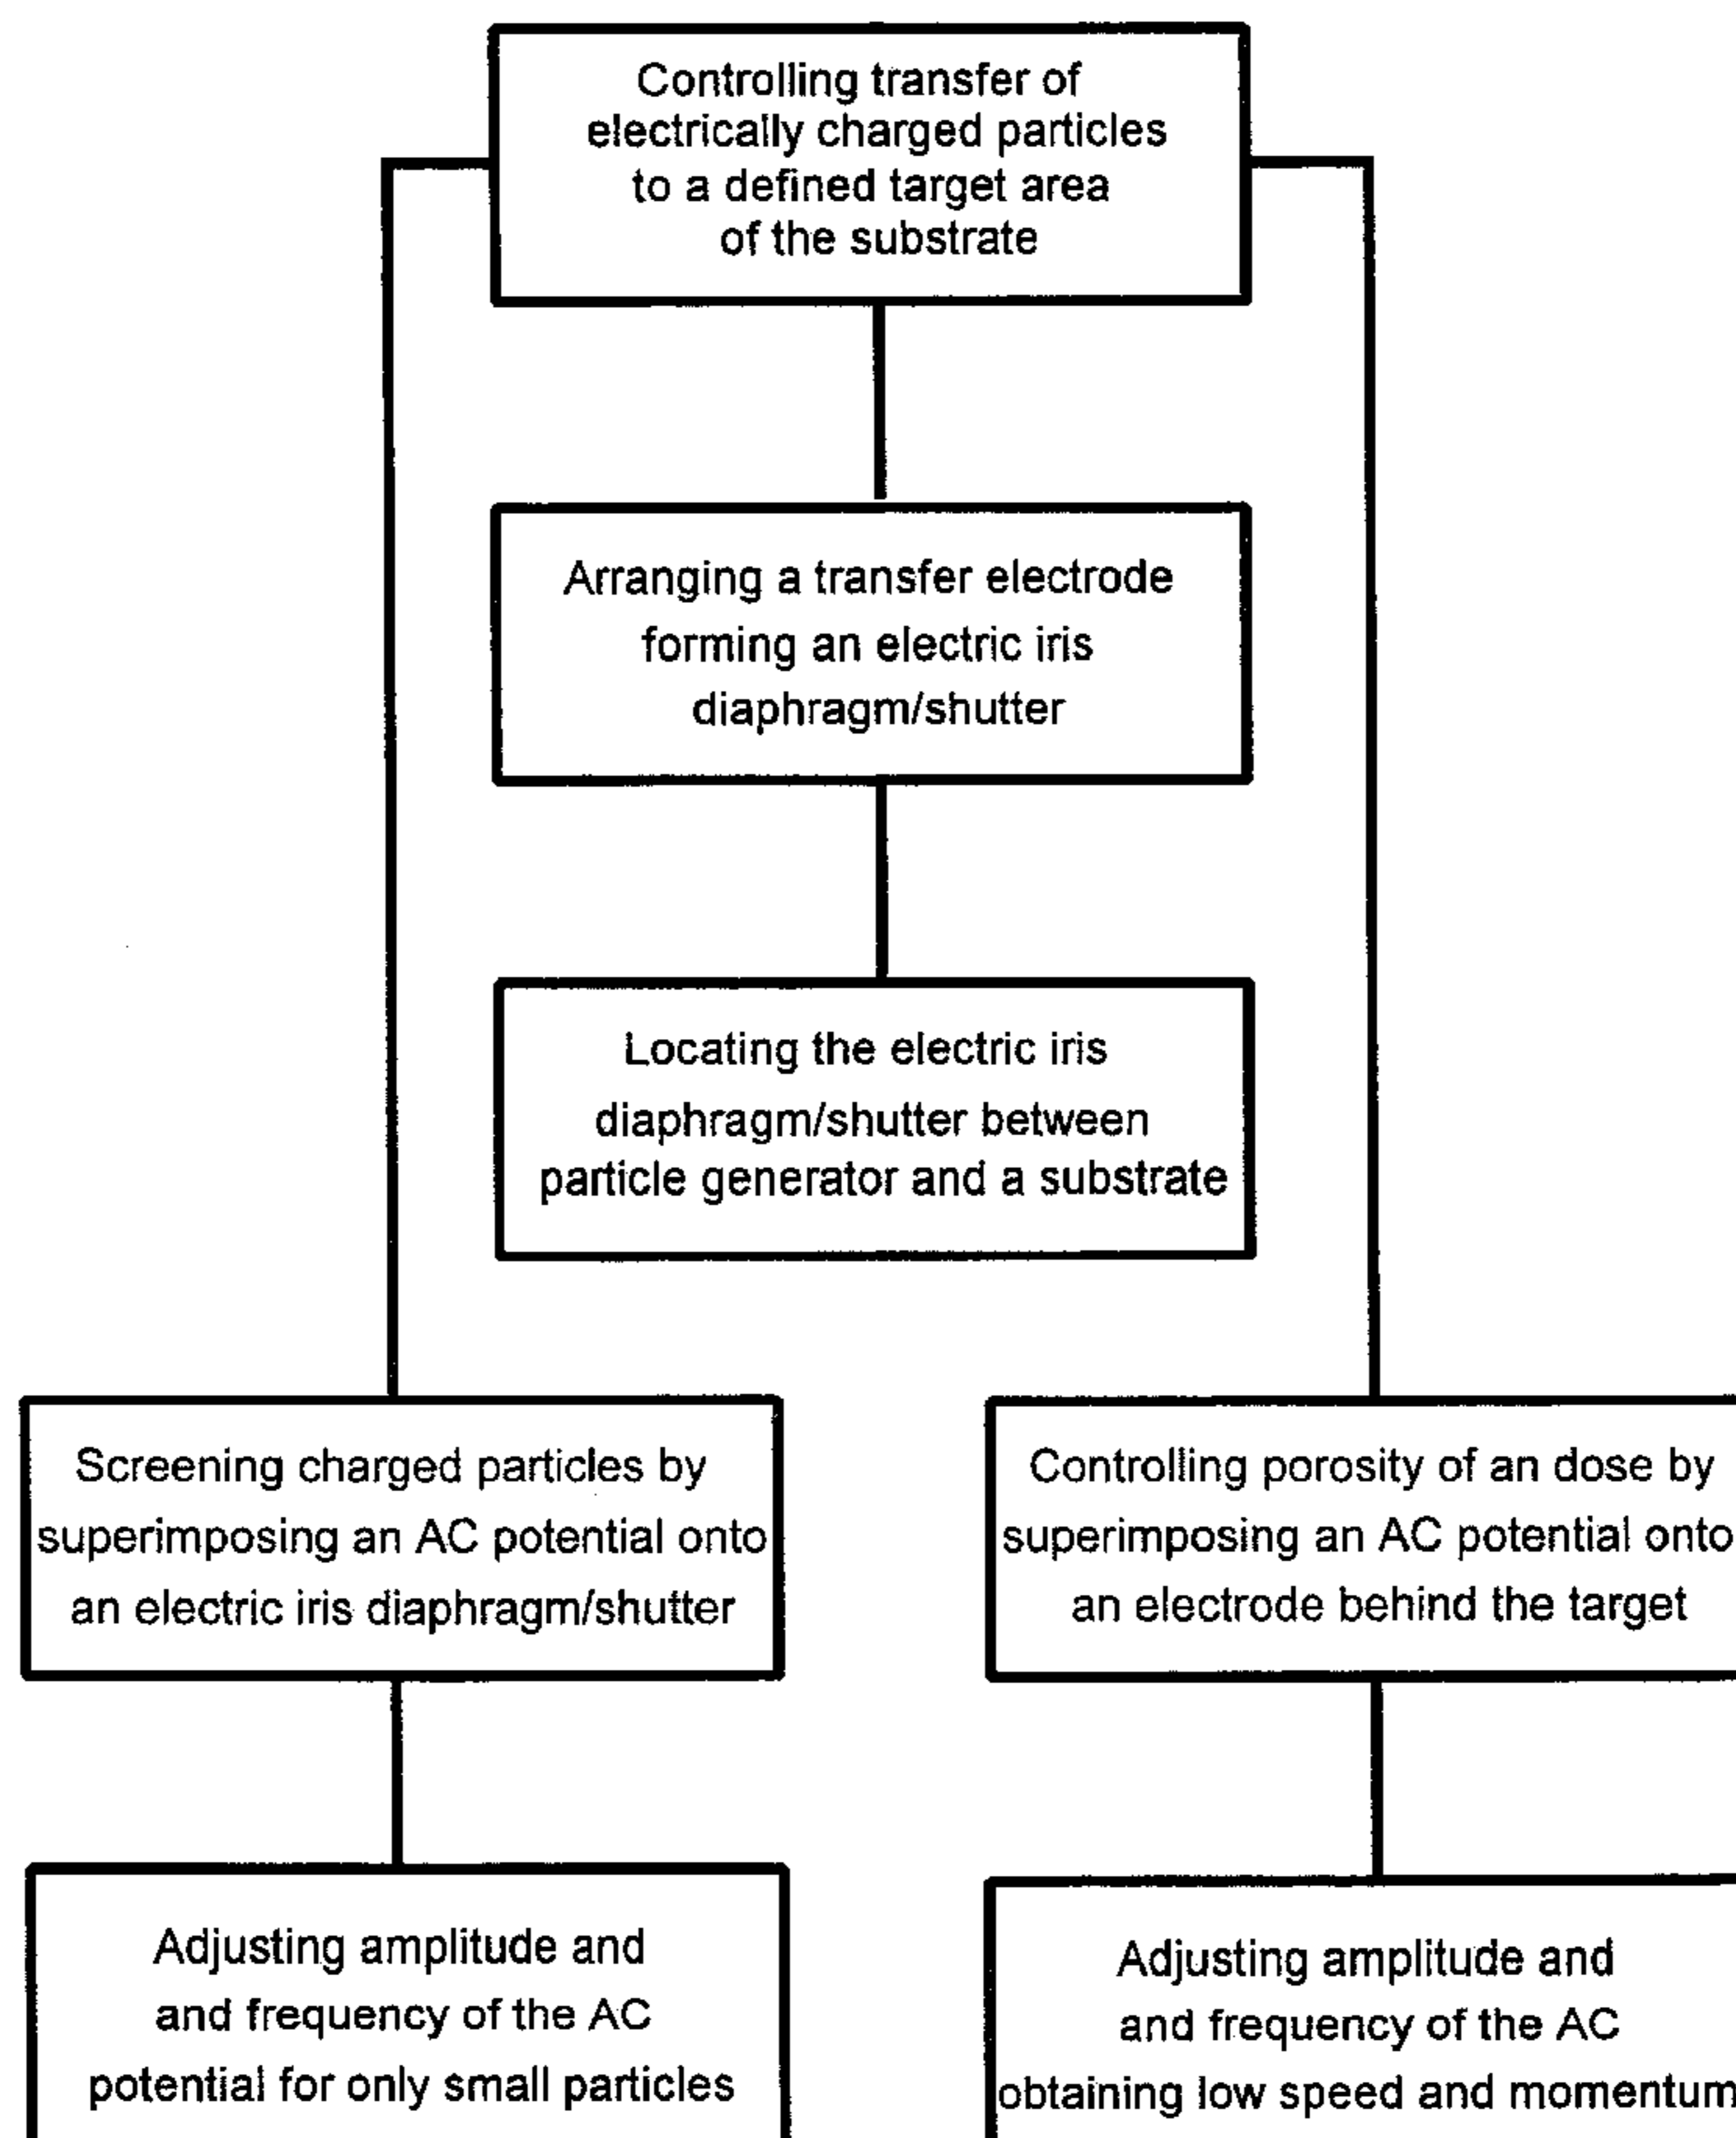 Controlling transfer of
electrically charged particles
to a defined target area
of the substrate
Arranging a transfer electrode
forming an electric iris
diaphragm/shutter
Locating the electric iris
diaphragm/shutter between
particle generator and a substrate
Screening charged particles by
superimposing an AC potential onto
an electric iris diaphragm/shutter
Controlling porosity of an dose by
superimposing an AC potential onto
an electrode behind the target
Adjusting amplitude and
and frequency of the AC
potential for only small particles
Adjusting amplitude and
and frequency of the AC
obtaining low speed and momentum